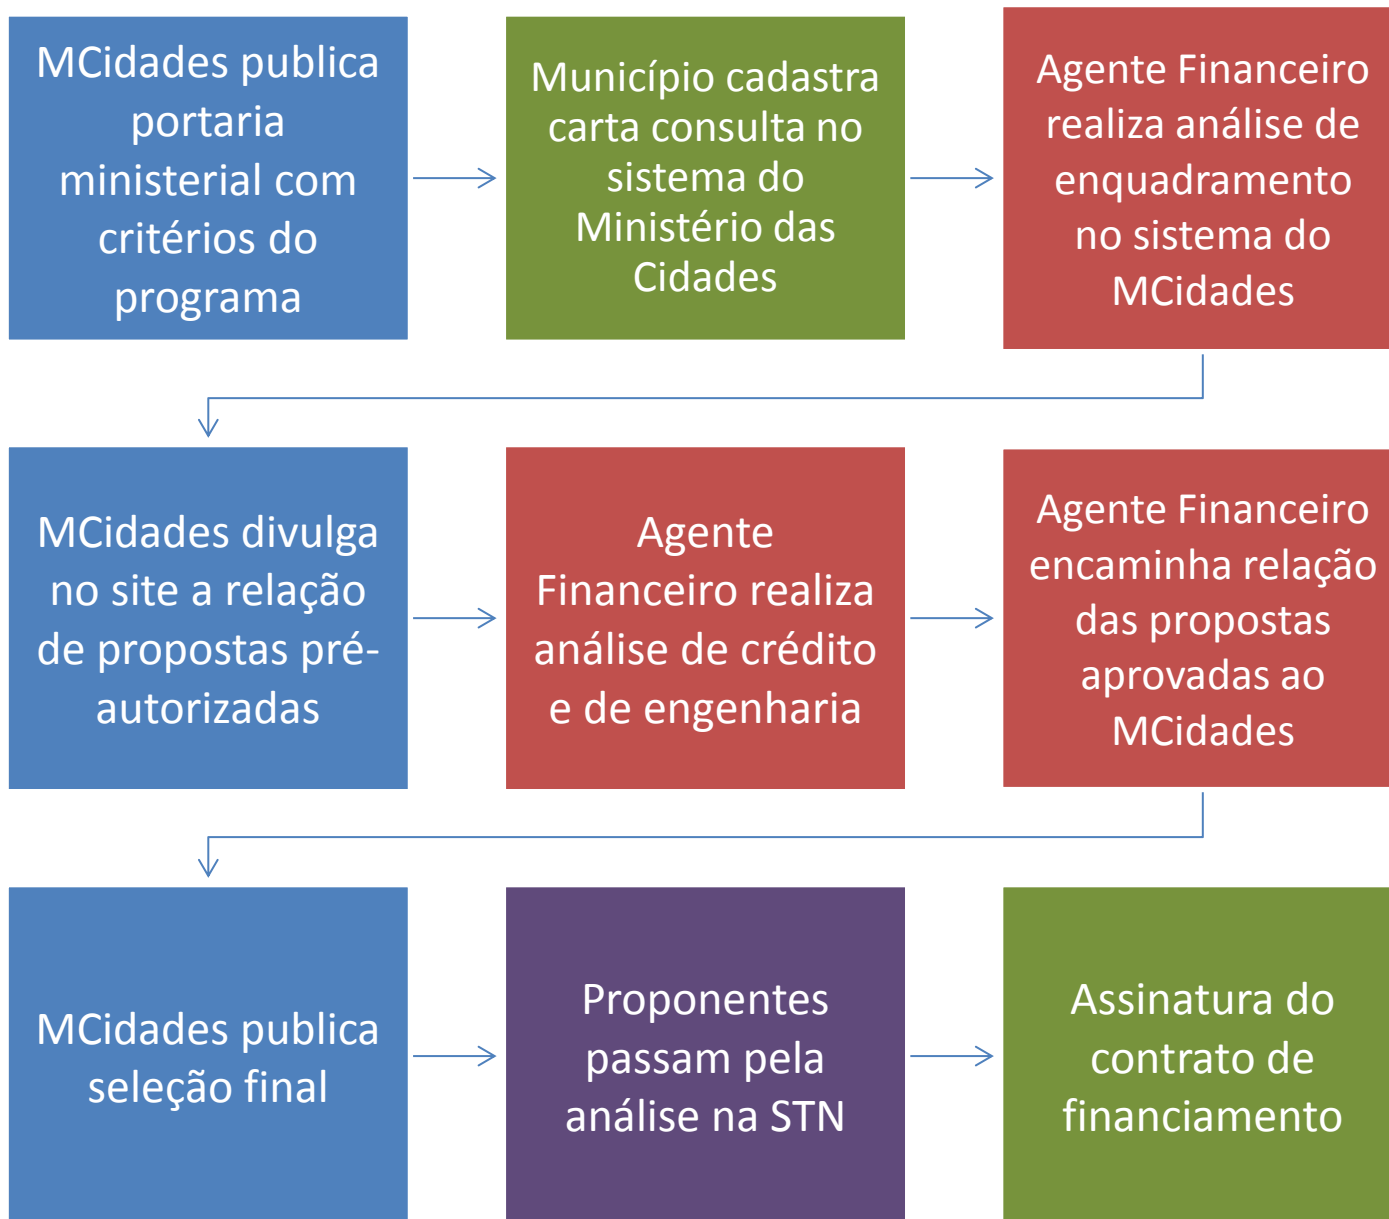 MCidades publica
portaria
ministerial com
critérios do
programa
Município cadastra
carta consulta no
sistema do
Ministério das
Cidades
Agente Financeiro
realiza análise de
enquadramento
no sistema do
MCidades
MCidades divulga
no site a relação
de propostas pré-
autorizadas
Agente
Financeiro realiza
análise de crédito
e de engenharia
Agente Financeiro
encaminha relação
das propostas
aprovadas ao
MCidades
MCidades publica
seleção final
Proponentes
passam pela
análise na STN
Assinatura do
contrato de
financiamento